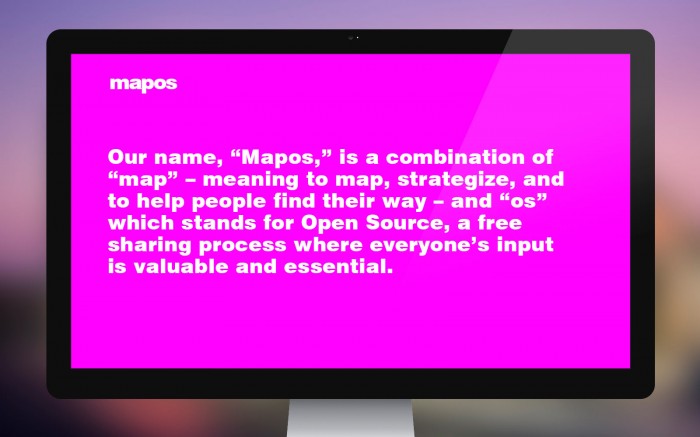 mapos
Our name, “Mapos,” is a combination of
“map” – meaning to map, strategize, and
to help people find their way – and “os”
which stands for Open Source, a free
sharing process where everyone’s input
is valuable and essential.